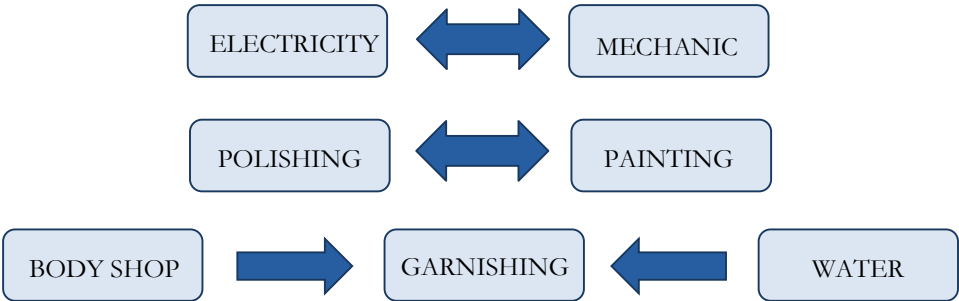 ELECTRICITY
MECHANIC
POLISHING
PAINTING
BODY SHOP
GARNISHING
WATER